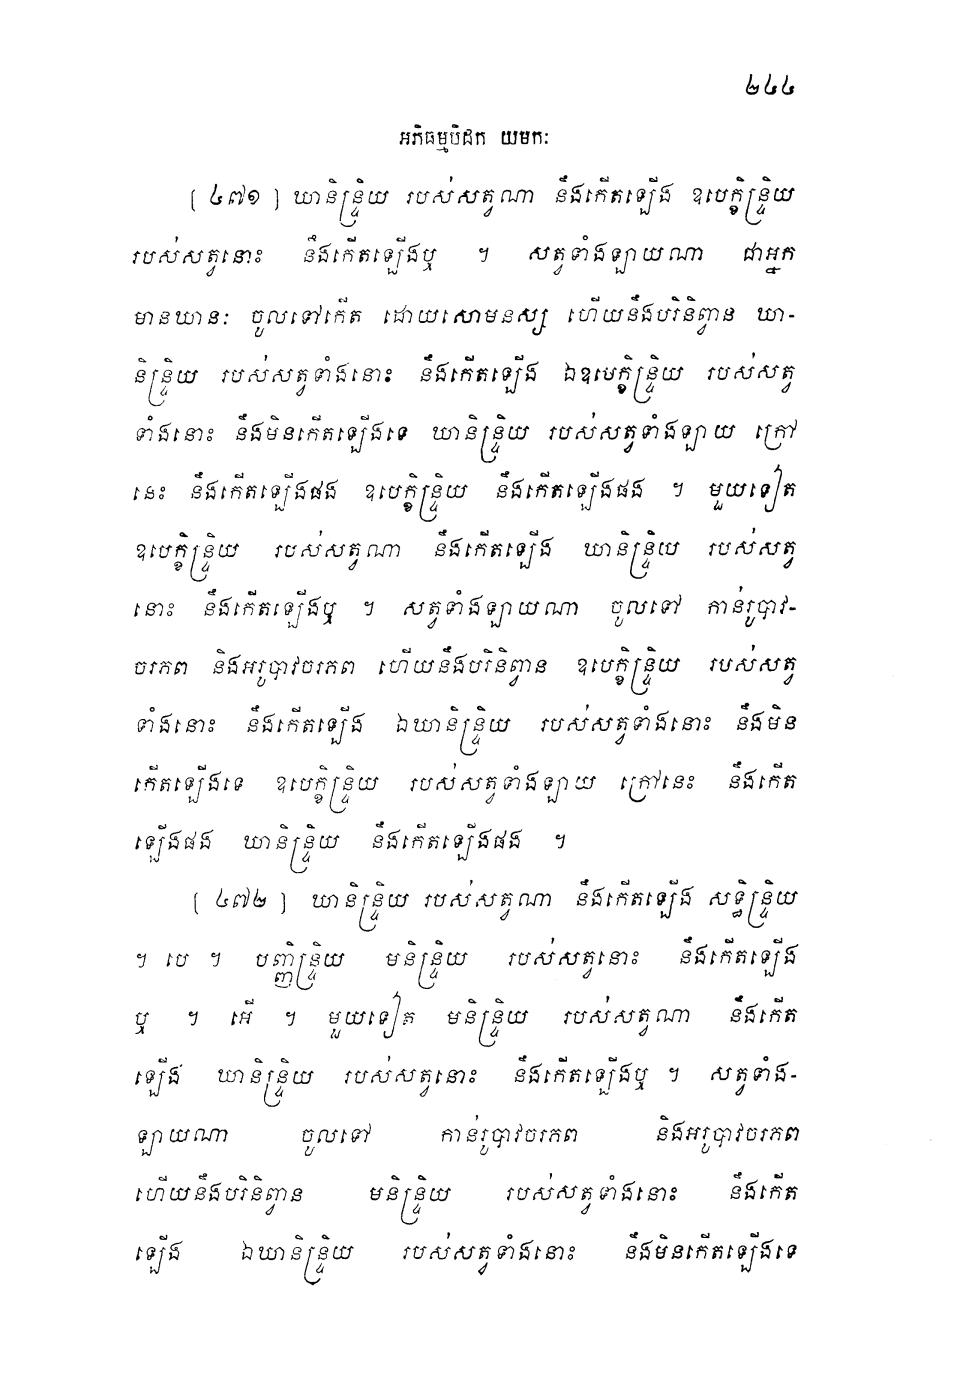 ២៤៤
អភិធម្មបិដក យមកៈ
[ ៤៧១ ] ឃានិន្ទ្រិយ របស់សត្វណា នឹងកើតឡើង ឧបេក្ខិន្ទ្រិយ
របស់សត្វនោះ នឹងកើតឡើងឬ ។ សត្វទាំងឡាយណា ជាអ្នក
មានឃានៈ ចូលទៅកើត ដោយសោមនស្ស ហើយនឹងបរិនិព្វាន ឃា-
និន្ទ្រិយ របស់សត្វទាំងនោះ នឹងកើតឡើង ឯឧបេក្ខិន្ទ្រិយ របស់សត្វ
ទាំងនោះ នឹងមិនកើតឡើងទេ ឃានិន្ទ្រិយ របស់សត្វទាំងឡាយ ក្រៅ
នេះ នឹងកើតឡើងផង ឧបេក្ខិន្ទ្រិយ នឹងកើតឡើងផង ។ មួយទៀត
ឧបេក្ខិន្ទ្រិយ របស់សត្វណា នឹងកើតឡើង ឃានិន្ទ្រិយ របស់សត្វ
នោះ នឹងកើតឡើងឬ ។ សត្វទាំងឡាយណា ចូលទៅ កាន់រូបាវ-
ចរភព និងអរូបាវចរភព ហើយនឹងបរិនិព្វាន ឧបេក្ខិន្ទ្រិយ របស់សត្វ
ទាំងនោះ នឹងកើតឡើង ឯឃានិន្ទ្រិយ របស់សត្វទាំងនោះ នឹងមិន
កើតឡើងទេ ឧបេក្ខិន្ទ្រិយ របស់សត្វទាំងឡាយ ក្រៅនេះ នឹងកើត
ឡើងផង ឃានិន្ទ្រិយ នឹងកើតឡើងផង ។
[ ៤៧២ ] ឃានិន្ទ្រិយ របស់សត្វណា នឹងកើតឡើង សទ្ធិន្ទ្រិយ
។ បេ ។ បញ្ញិន្ទ្រិយ មនិន្ទ្រិយ របស់សត្វនោះ នឹងកើតឡើង
ឬ ។ អើ ។ មួយទៀត មនិន្ទ្រិយ របស់សត្វណា នឹងកើត
ឡើង ឃានិន្ទ្រិយ របស់សត្វនោះ នឹងកើតឡើងឬ ។ សត្វទាំង-
ឡាយណា ចូលទៅ កាន់រូបាវចរភព និងអរូបាវចរភព
ហើយនឹងបរិនិព្វាន មនិន្ទ្រិយ របស់សត្វទាំងនោះ នឹងកើត
ឡើង ឯឃានិន្ទ្រិយ របស់សត្វទាំងនោះ នឹងមិនកើតឡើងទេ